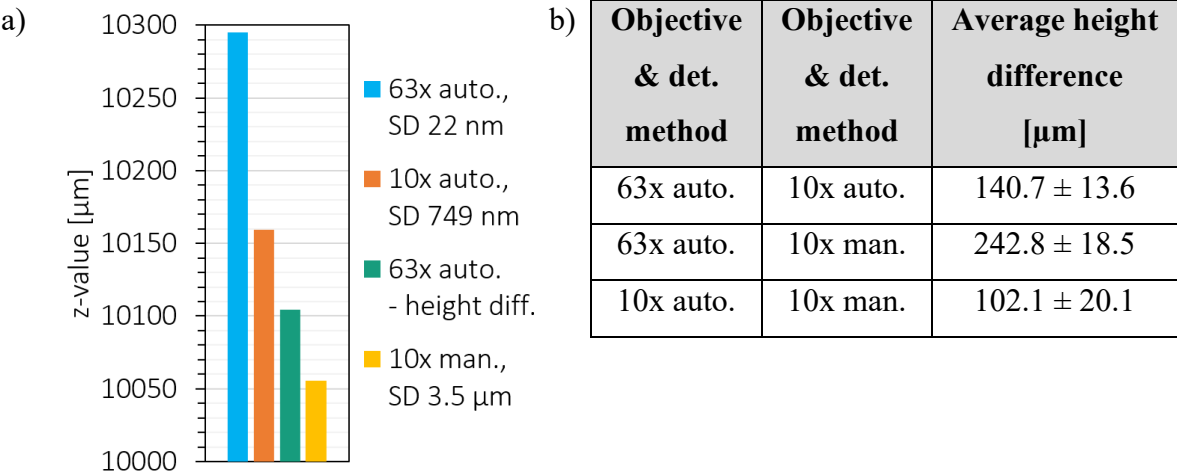 a)
z-value [µm]
10300
10250
10200
10150
10100
10050
10000
63x auto.,
SD 22 nm
10x auto.,
SD 749 nm
63x auto.
- height diff.
10x man.,
SD 3.5 µm
b)
Objective & det. method
Objective & det. method
Average height difference [µm]
63x auto. 10x auto. 140.7 ± 13.6
63x auto. 10x man. 242.8 ± 18.5
10x auto. 10x man. 102.1 ± 20.1